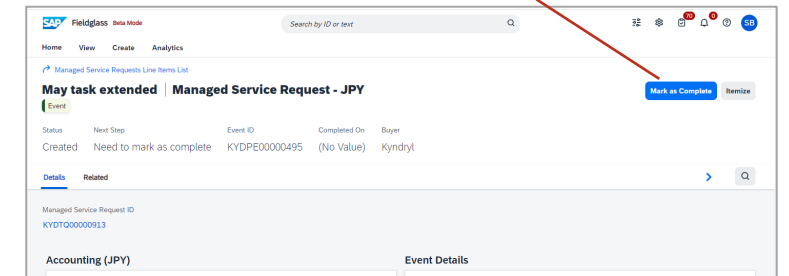 SAP Fieldglass Beta Mode Search by ID or text 70 0 SB
Home View Create Analytics
Managed Service Requests Line Items List
May task extended Managed Service Request - JPY Mark as Complete Itemize
Event
Status Next Step Event ID Completed On Buyer
Created Need to mark as complete KYDPE00000495 (No Value) Kyndryl
Details Related
Managed Service Request ID
KYDTQ00000913
Accounting (JPY) Event Details